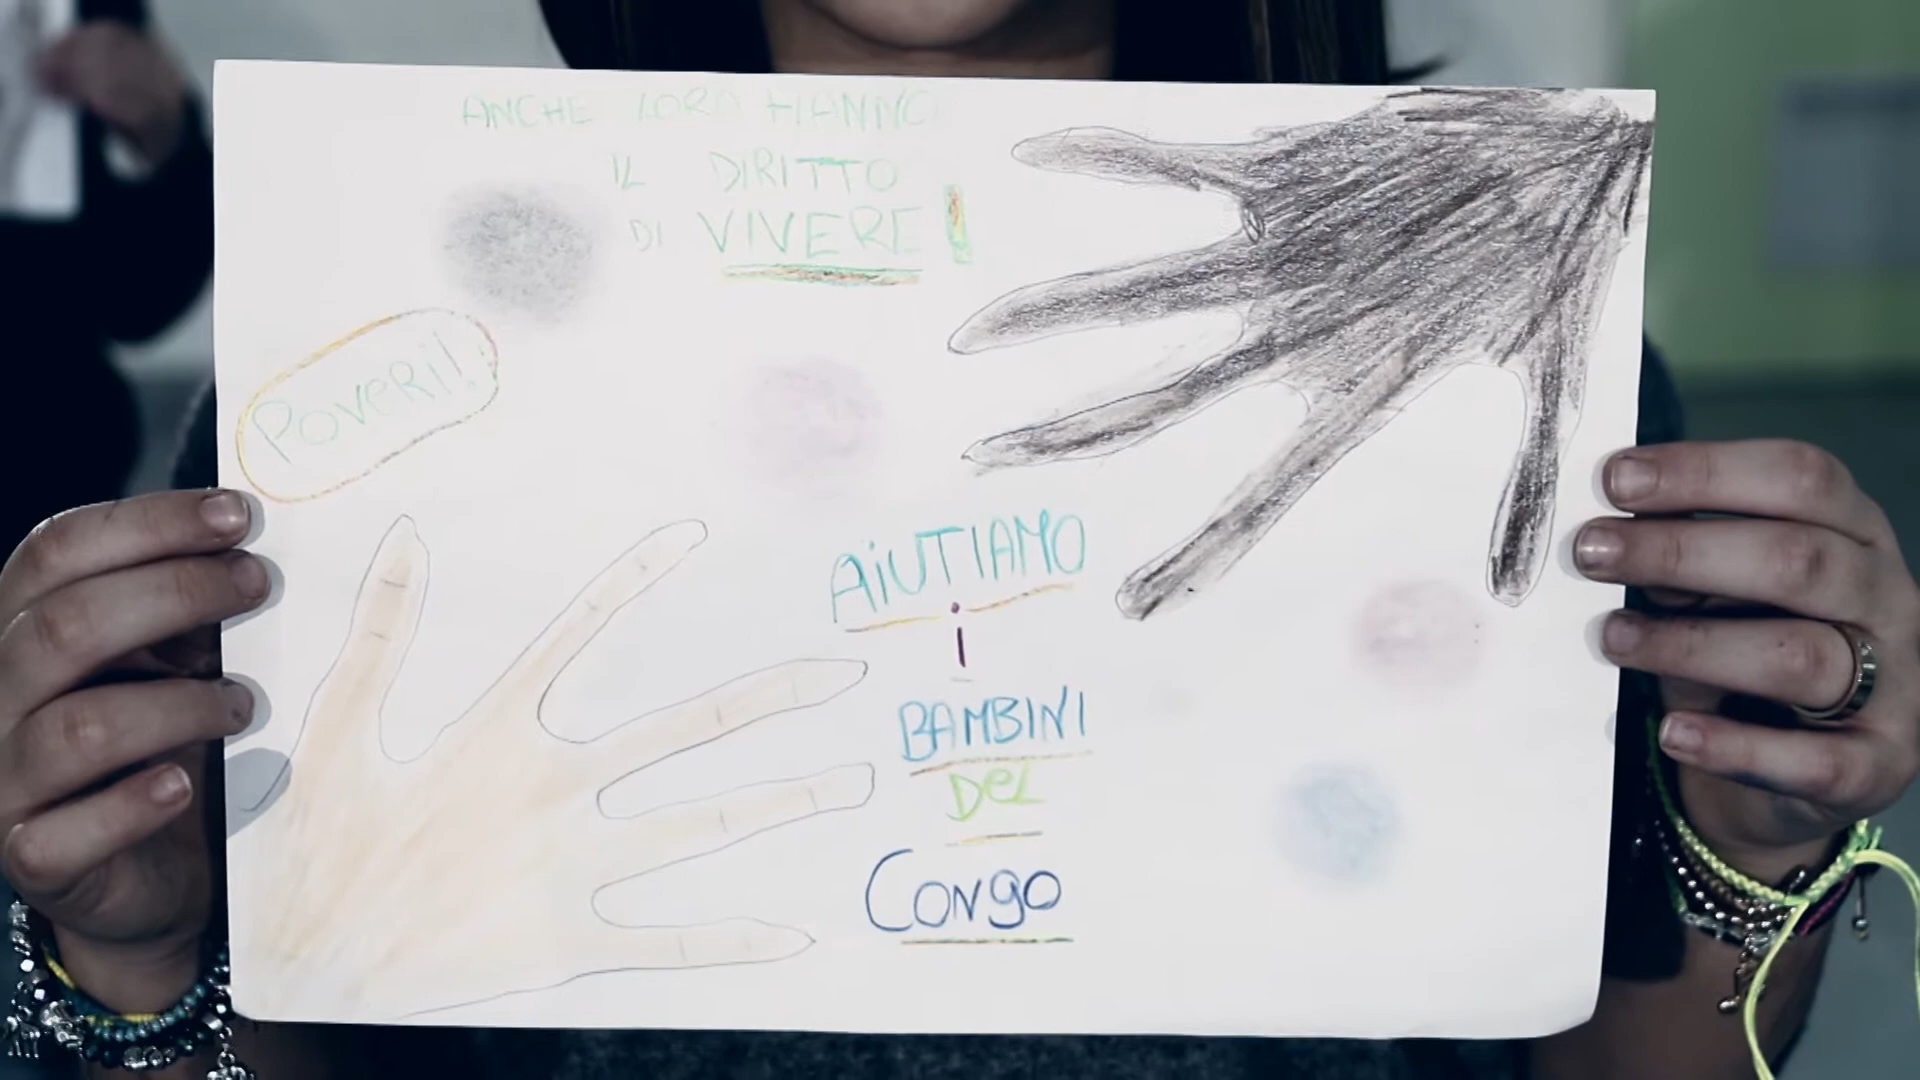 ANCHE LORO HANNO
IL DIRITTO
DI VIVERE!
POVERI!
AIUTIAMO
i
BAMBINI
DEL
CONGO